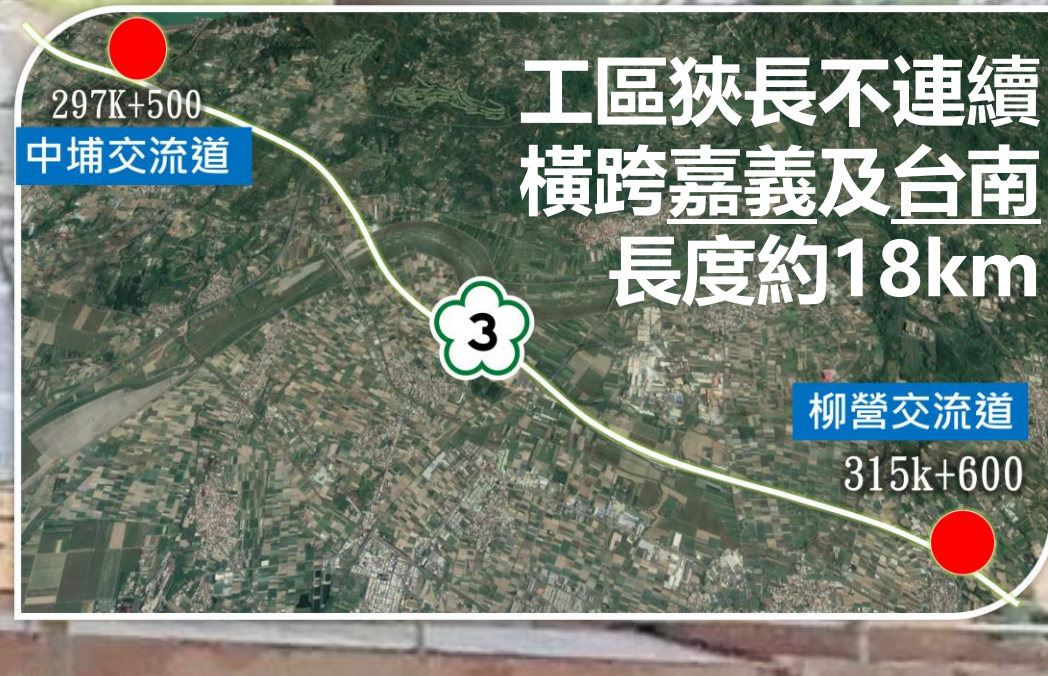 工區狹長不連續
橫跨嘉義及台南
長度約18km
297K+500
中埔交流道
3
柳營交流道
315k+600